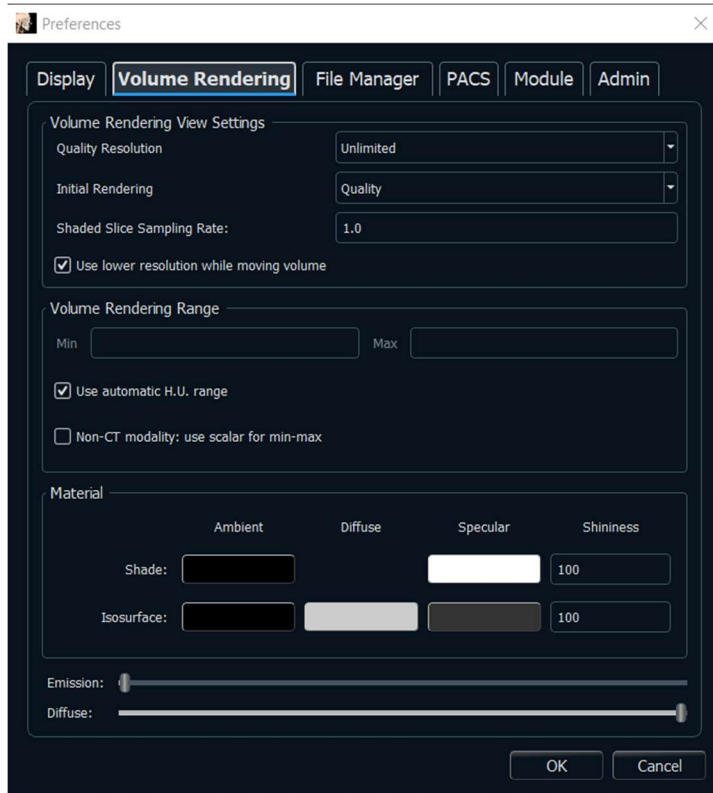 Preferences
Display Volume Rendering File Manager PACS Module Admin
Volume Rendering View Settings
Quality Resolution Unlimited
Initial Rendering Quality
Shaded Slice Sampling Rate: 1.0
Use lower resolution while moving volume
Volume Rendering Range
Min Max
Use automatic H.U. range
Non-CT modality: use scalar for min-max
Material
Ambient Diffuse Specular Shininess
Shade: 100
Isosurface: 100
Emission:
Diffuse:
OK Cancel